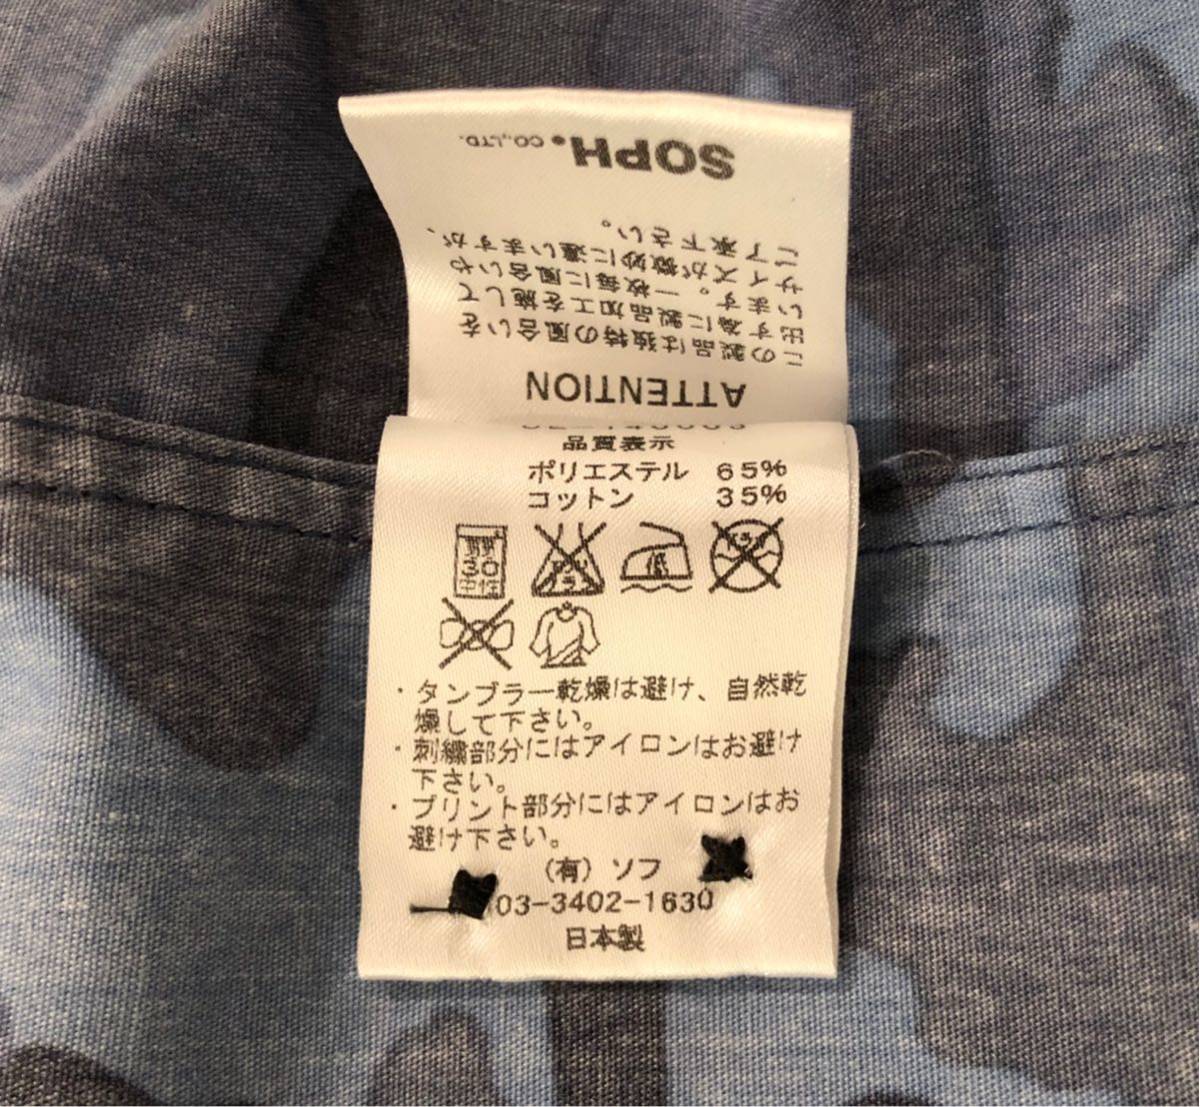 ATTENTION
この製品は独特の風合いを
出す為に製品加工を施して
います。一枚毎に風合いや
サイズが微妙に違いますが、
ご了承下さい。
SOPH. CO.,LTD.
品質表示
ポリエステル 65%
コットン 35%
弱
30
中性
・タンブラー乾燥は避け、自然乾
燥して下さい。
・刺繍部分にはアイロンはお避け
下さい。
・プリント部分にはアイロンはお
避け下さい。
(有) ソフ
03-3402-1630
日本製